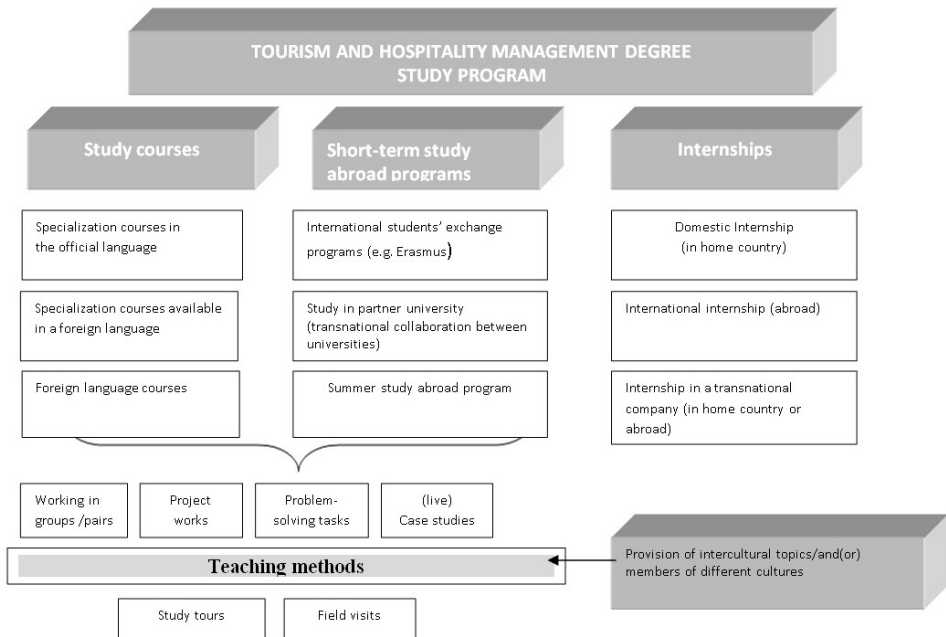 TOURISM AND HOSPITALITY MANAGEMENT DEGREE
STUDY PROGRAM
Study courses
Short-term study
abroad programs
Internships
Specialization courses in
the official language
International students’ exchange
programs (e.g. Erasmus)
Domestic Internship
(in home country)
Specialization courses available
in a foreign language
Study in partner university
(transnational collaboration between
universities)
International internship (abroad)
Foreign language courses
Summer study abroad program
Internship in a transnational
company (in home country or
abroad)
Working in
groups /pairs
Project
works
Problem-
solving tasks
(live)
Case studies
Teaching methods
Provision of intercultural topics/and(or)
members of different cultures
Study tours
Field visits